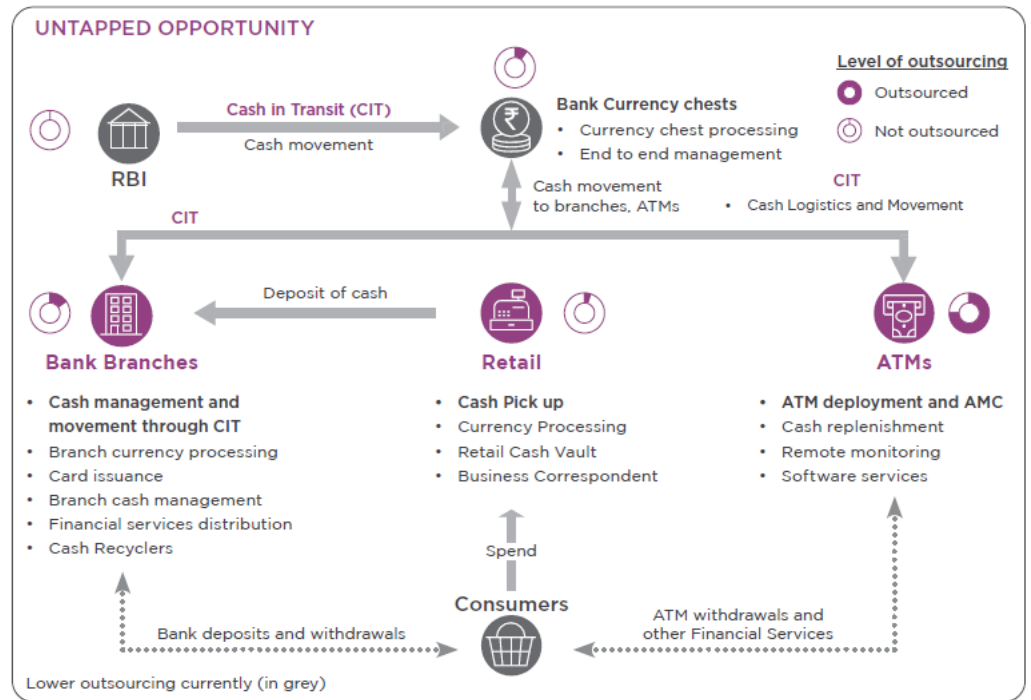 UNTAPPED OPPORTUNITY
Level of outsourcing
Outsourced
Not outsourced
RBI
Cash in Transit (CIT)
Cash movement
₹
Bank Currency chests
• Currency chest processing
• End to end management
Cash movement
to branches, ATMs
CIT
• Cash Logistics and Movement
CIT
Deposit of cash
Bank Branches
Retail
ATMs
• Cash management and
movement through CIT
• Branch currency processing
• Card issuance
• Branch cash management
• Financial services distribution
• Cash Recyclers
• Cash Pick up
• Currency Processing
• Retail Cash Vault
• Business Correspondent
• ATM deployment and AMC
• Cash replenishment
• Remote monitoring
• Software services
Spend
Consumers
Bank deposits and withdrawals
ATM withdrawals and
other Financial Services
Lower outsourcing currently (in grey)